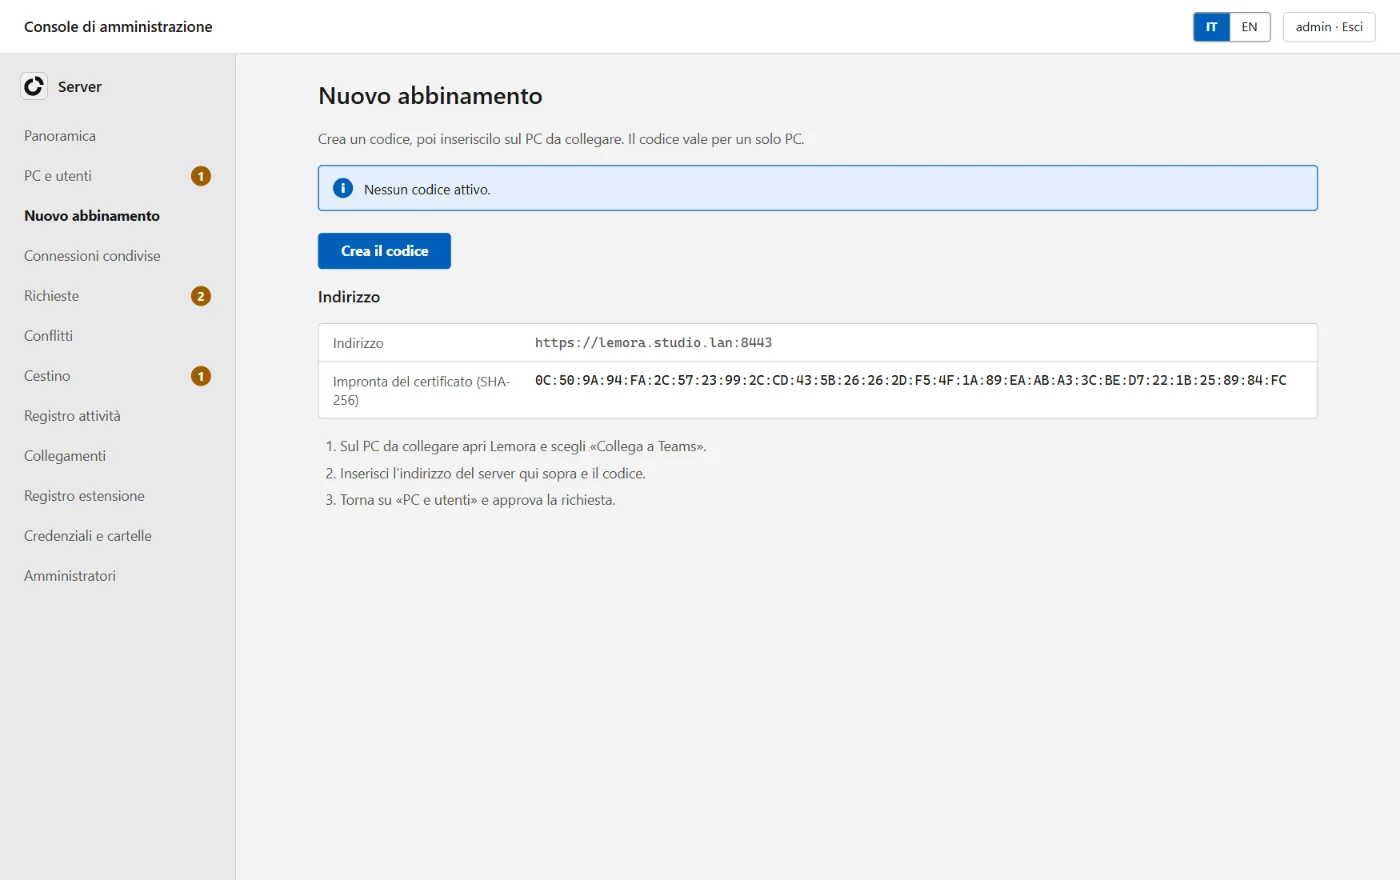 Console di amministrazione
IT
EN
admin · Esci
Server
Panoramica
PC e utenti
1
Nuovo abbinamento
Connessioni condivise
Richieste
2
Conflitti
Cestino
1
Registro attività
Collegamenti
Registro estensione
Credenziali e cartelle
Amministratori
Nuovo abbinamento
Crea un codice, poi inseriscilo sul PC da collegare. Il codice vale per un solo PC.
Nessun codice attivo.
Crea il codice
Indirizzo
Indirizzo
https://lemora.studio.lan:8443
Impronta del certificato (SHA-
256)
0C:50:9A:94:FA:2C:57:23:99:2C:CD:43:5B:26:26:2D:F5:4F:1A:89:EA:AB:A3:3C:BE:D7:22:1B:25:89:84:FC
1. Sul PC da collegare apri Lemora e scegli «Collega a Teams».
2. Inserisci l'indirizzo del server qui sopra e il codice.
3. Torna su «PC e utenti» e approva la richiesta.